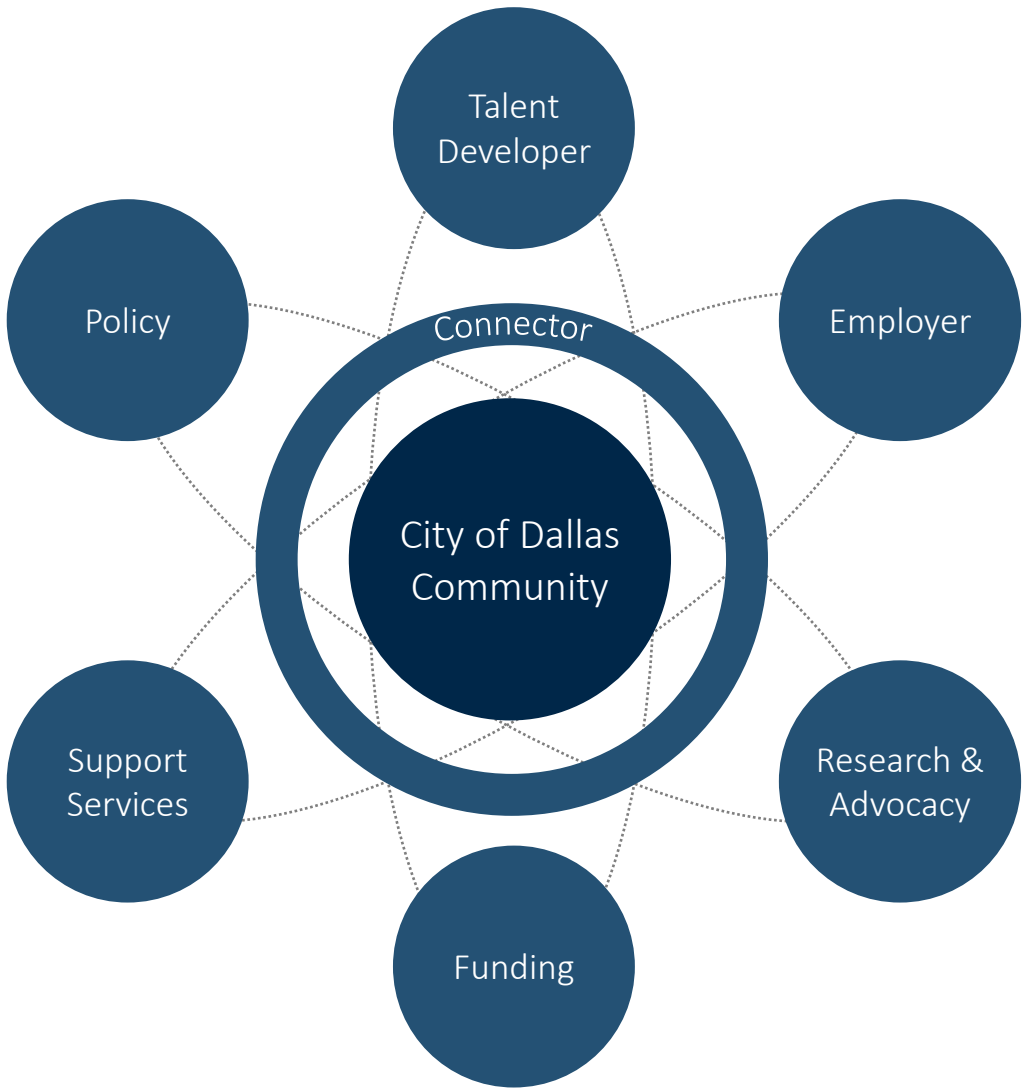 Talent
Developer
Policy
Employer
Connector
City of Dallas
Community
Support
Services
Research &
Advocacy
Funding